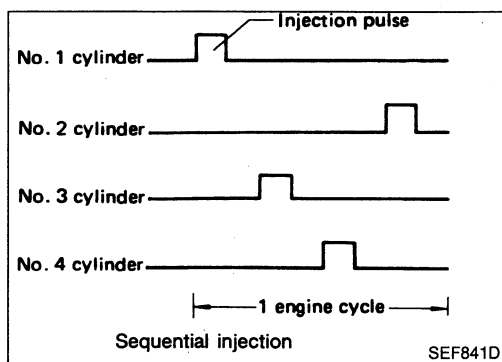 Injection pulse
No. 1 cylinder
No. 2 cylinder
No. 3 cylinder
No. 4 cylinder
1 engine cycle
Sequential injection
SEF841D